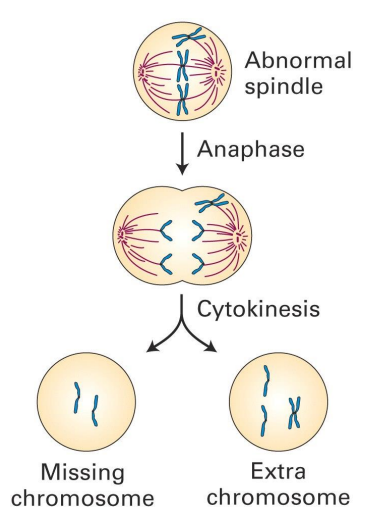 Abnormal
spindle
Anaphase
Cytokinesis
Missing
chromosome
Extra
chromosome